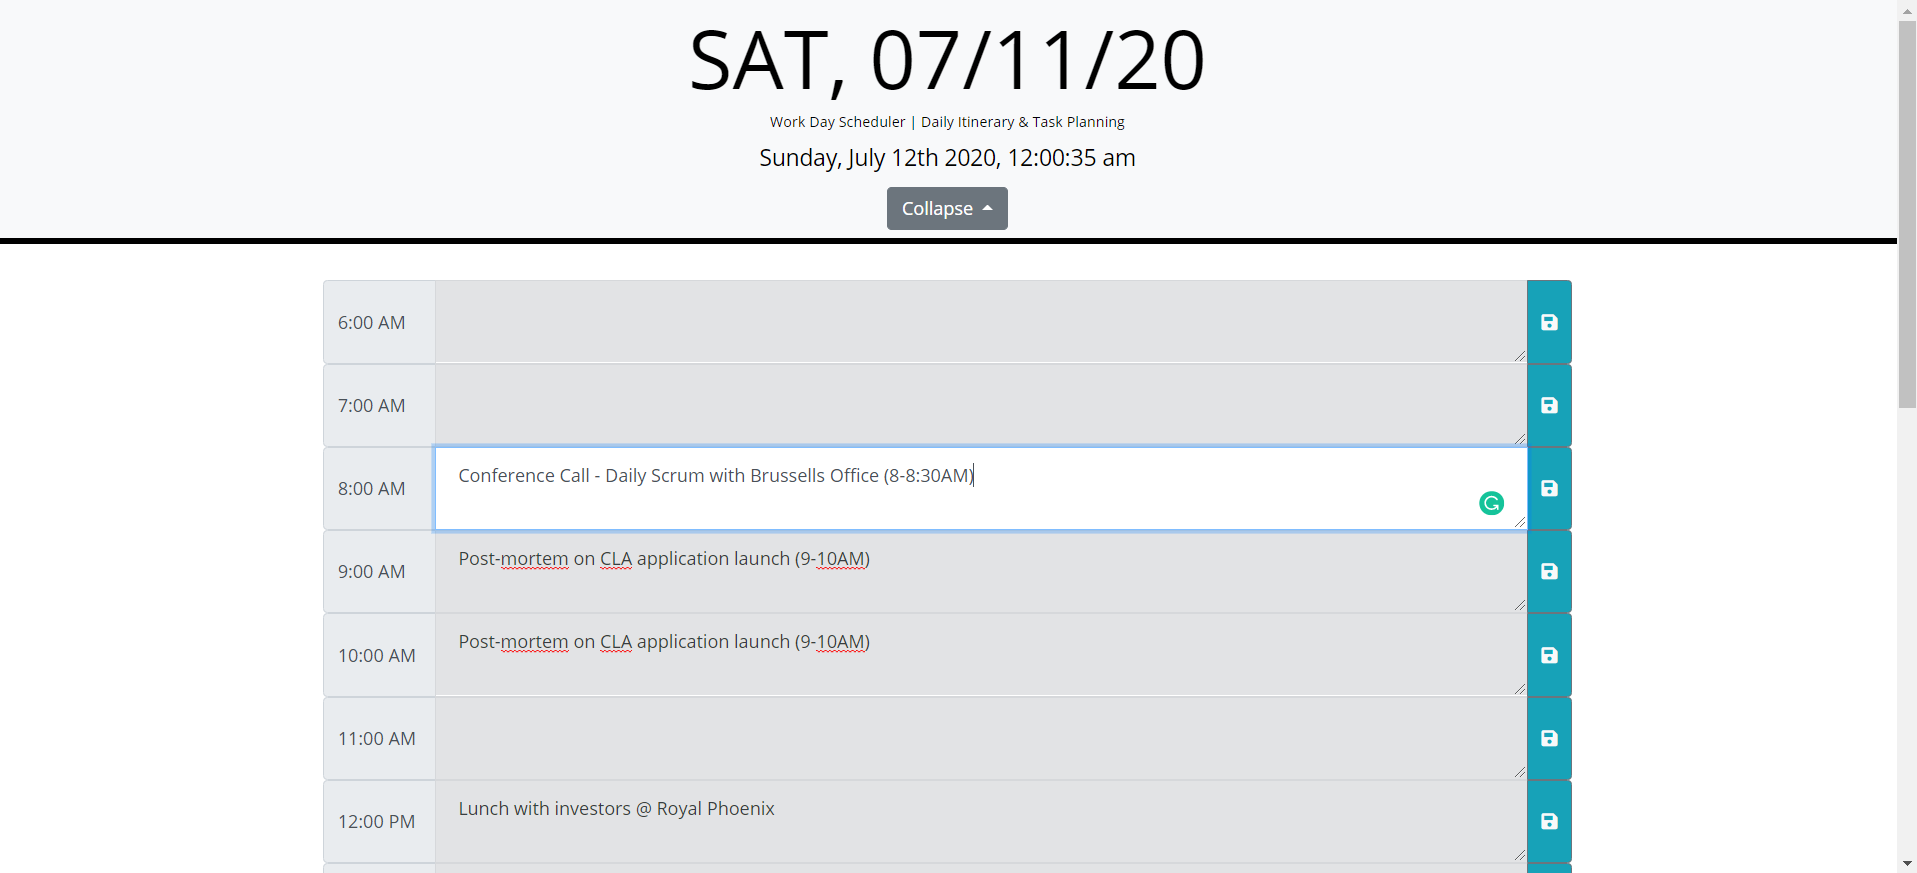 SAT, 07/11/20
Work Day Scheduler | Daily Itinerary & Task Planning
Sunday, July 12th 2020, 12:00:35 am
Collapse
6:00 AM
7:00 AM
8:00 AM Conference Call - Daily Scrum with Brussells Office (8-8:30AM)
9:00 AM Post-mortem on CLA application launch (9-10AM)
10:00 AM Post-mortem on CLA application launch (9-10AM)
11:00 AM
12:00 PM Lunch with investors @ Royal Phoenix